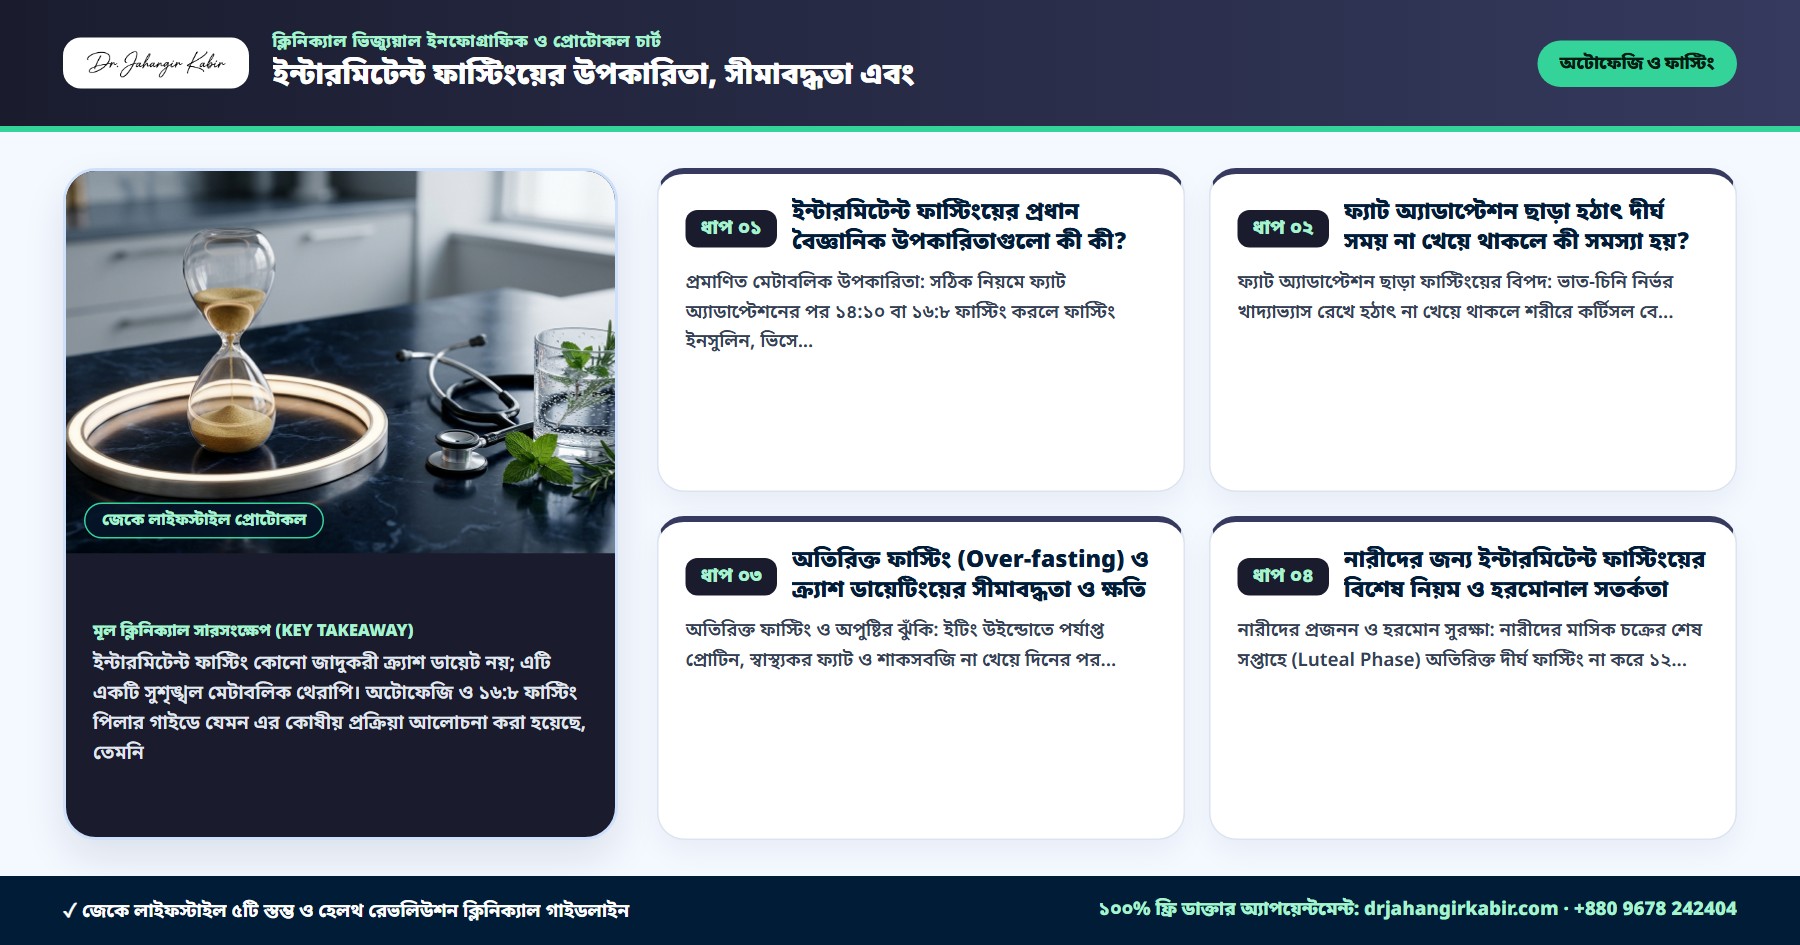 Dr. Jahangir Kabir
ক্লিনিক্যাল ভিজ্যুয়াল ইনফোগ্রাফিক ও প্রোটোকল চার্ট
ইন্টারমিটেন্ট ফাস্টিংয়ের উপকারিতা, সীমাবদ্ধতা এবং
অটোফেজি ও ফাস্টিং
জেকে লাইফস্টাইল প্রোটোকল
মূল ক্লিনিক্যাল সারসংক্ষেপ (KEY TAKEAWAY)
ইন্টারমিটেন্ট ফাস্টিং কোনো জাদুকরী ক্র্যাশ ডায়েট নয়; এটি
একটি সুশৃঙ্খল মেটাবলিক থেরাপি। অটোফেজি ও ১৬:৮ ফাস্টিং
পিলার গাইডে যেমন এর কোষীয় প্রক্রিয়া আলোচনা করা হয়েছে,
তেমনি
ধাপ ০১
ইন্টারমিটেন্ট ফাস্টিংয়ের প্রধান
বৈজ্ঞানিক উপকারিতাগুলো কী কী?
প্রমাণিত মেটাবলিক উপকারিতা: সঠিক নিয়মে ফ্যাট
অ্যাডাপ্টেশনের পর ১৪:১০ বা ১৬:৮ ফাস্টিং করলে ফাস্টিং
ইনসুলিন, ভিসে...
ধাপ ০২
ফ্যাট অ্যাডাপ্টেশন ছাড়া হঠাৎ দীর্ঘ
সময় না খেয়ে থাকলে কী সমস্যা হয়?
ফ্যাট অ্যাডাপ্টেশন ছাড়া ফাস্টিংয়ের বিপদ: ভাত-চিনি নির্ভর
খাদ্যাভ্যাস রেখে হঠাৎ না খেয়ে থাকলে শরীরে কর্টিসল বে...
ধাপ ০৩
অতিরিক্ত ফাস্টিং (Over-fasting) ও
ক্র্যাশ ডায়েটিংয়ের সীমাবদ্ধতা ও ক্ষতি
অতিরিক্ত ফাস্টিং ও অপুষ্টির ঝুঁকি: ইটিং উইন্ডোতে পর্যাপ্ত
প্রোটিন, স্বাস্থ্যকর ফ্যাট ও শাকসবজি না খেয়ে দিনের পর...
ধাপ ০৪
নারীদের জন্য ইন্টারমিটেন্ট ফাস্টিংয়ের
বিশেষ নিয়ম ও হরমোনাল সতর্কতা
নারীদের প্রজনন ও হরমোন সুরক্ষা: নারীদের মাসিক চক্রের শেষ
সপ্তাহে (Luteal Phase) অতিরিক্ত দীর্ঘ ফাস্টিং না করে ১২...
✓ জেকে লাইফস্টাইল ৫টি স্তম্ভ ও হেলথ রেভলিউশন ক্লিনিক্যাল গাইডলাইন
১০০% ফ্রি ডাক্তার অ্যাপয়েন্টমেন্ট: drjahangirkabir.com · +880 9678 242404